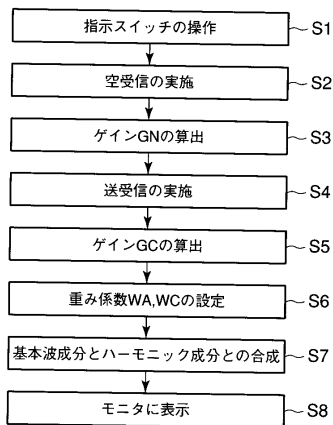 指示スイッチの操作 S1
空受信の実施 S2
ゲインGNの算出 S3
送受信の実施 S4
ゲインGCの算出 S5
重み係数WA,WCの設定 S6
基本波成分とハーモニック成分との合成 S7
モニタに表示 S8